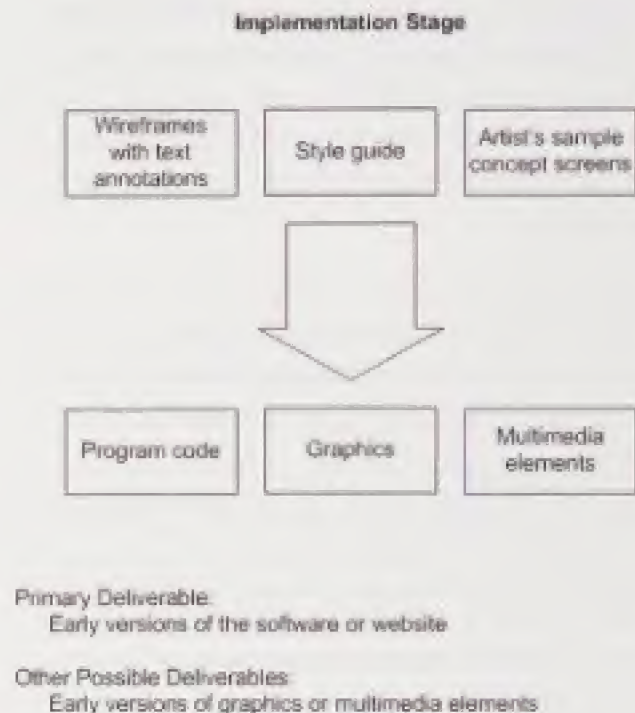 Implementation Stage
Wireframes
with text
annotations
Style guide
Artist's sample
concept screens
Program code
Graphics
Multimedia
elements
Primary Deliverable:
Early versions of the software or website
Other Possible Deliverables:
Early versions of graphics or multimedia elements